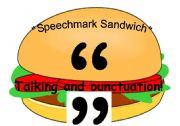 *Speechmark Sandwich*
“
Talking and punctuation!
”